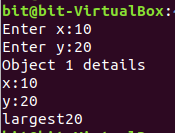 bit@bit-VirtualBox:
Enter x:10
Enter y:20
Object 1 details
x:10
y:20
largest20